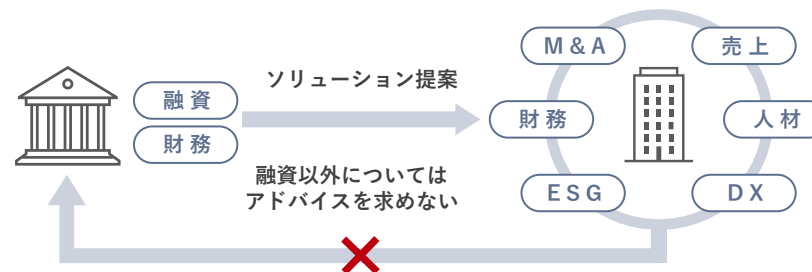 融資
財務
ソリューション提案
融資以外については
アドバイスを求めない
M&A
売上
財務
人材
ESG
DX